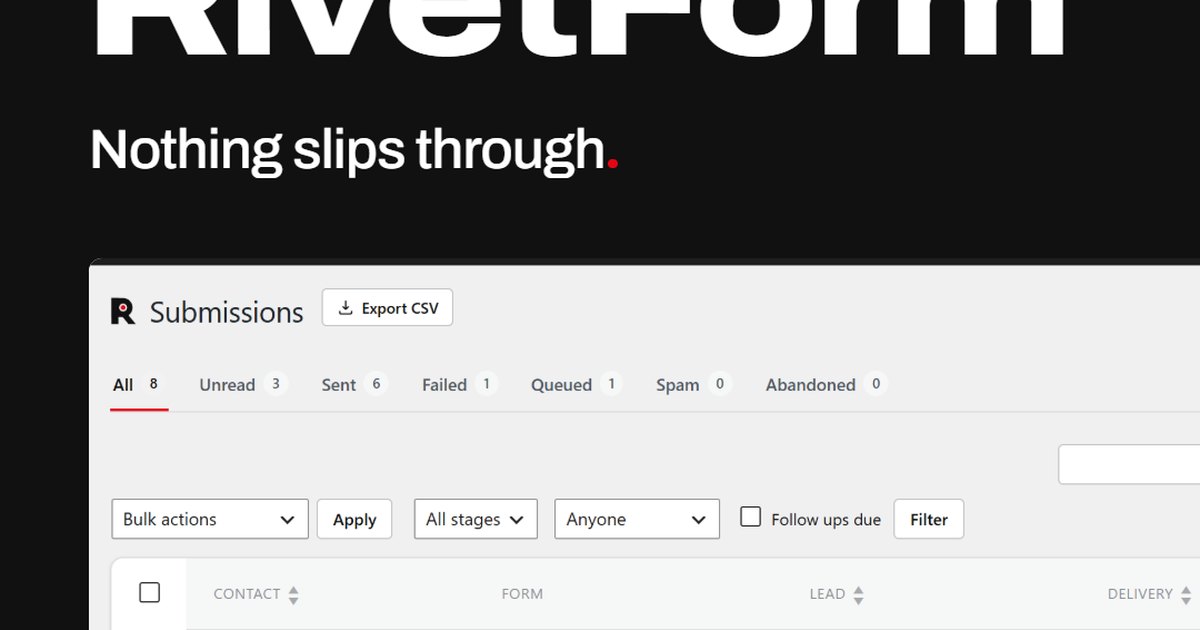 RivetForm
Nothing slips through.
R Submissions Export CSV
All 8 Unread 3 Sent 6 Failed 1 Queued 1 Spam 0 Abandoned 0
Bulk actions Apply All stages Anyone Follow ups due Filter
CONTACT FORM LEAD DELIVERY